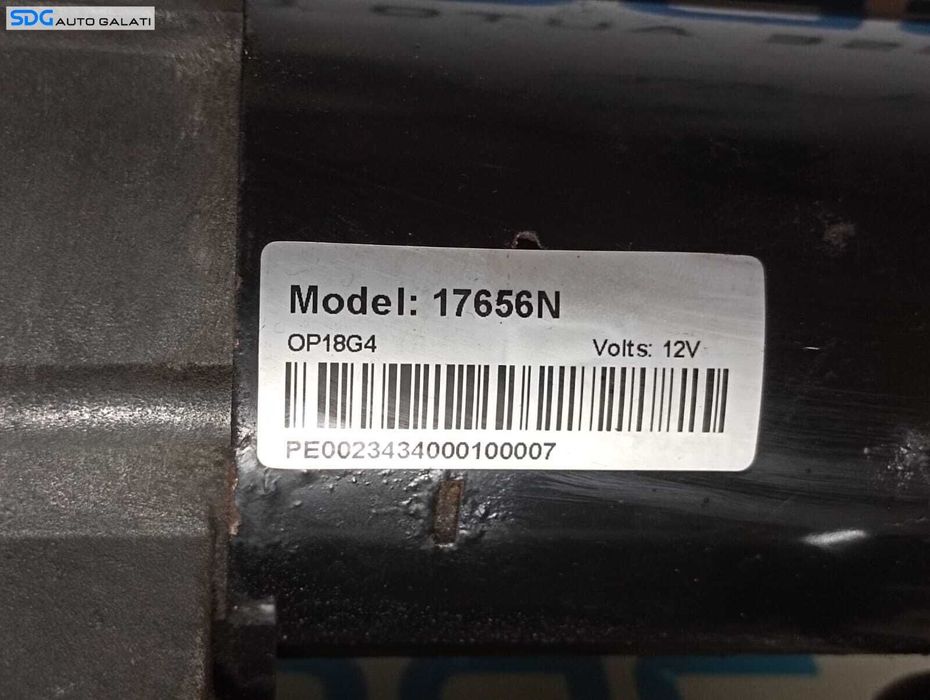 SDG AUTO GALATI
Model: 17656N
OP18G4
Volts: 12V
PE0023434000100007